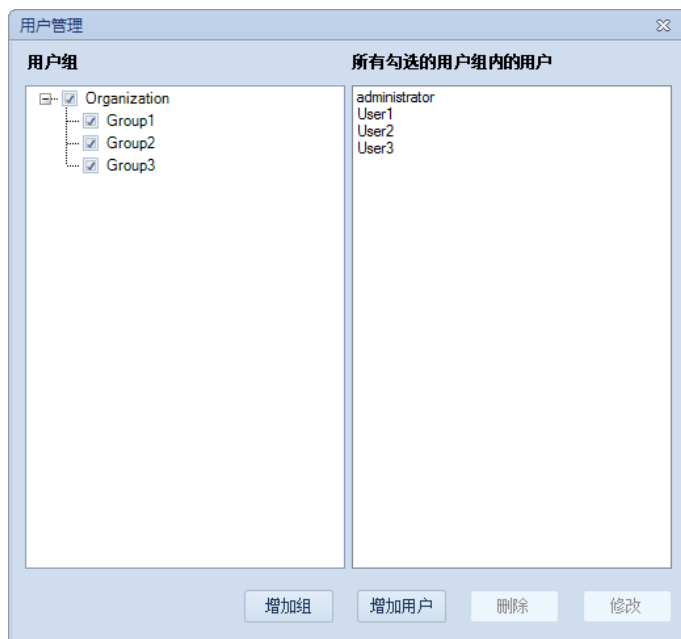 用户管理
用户组
所有勾选的用户组内的用户
Organization
Group1
Group2
Group3
administrator
User1
User2
User3
增加组
增加用户
删除
修改